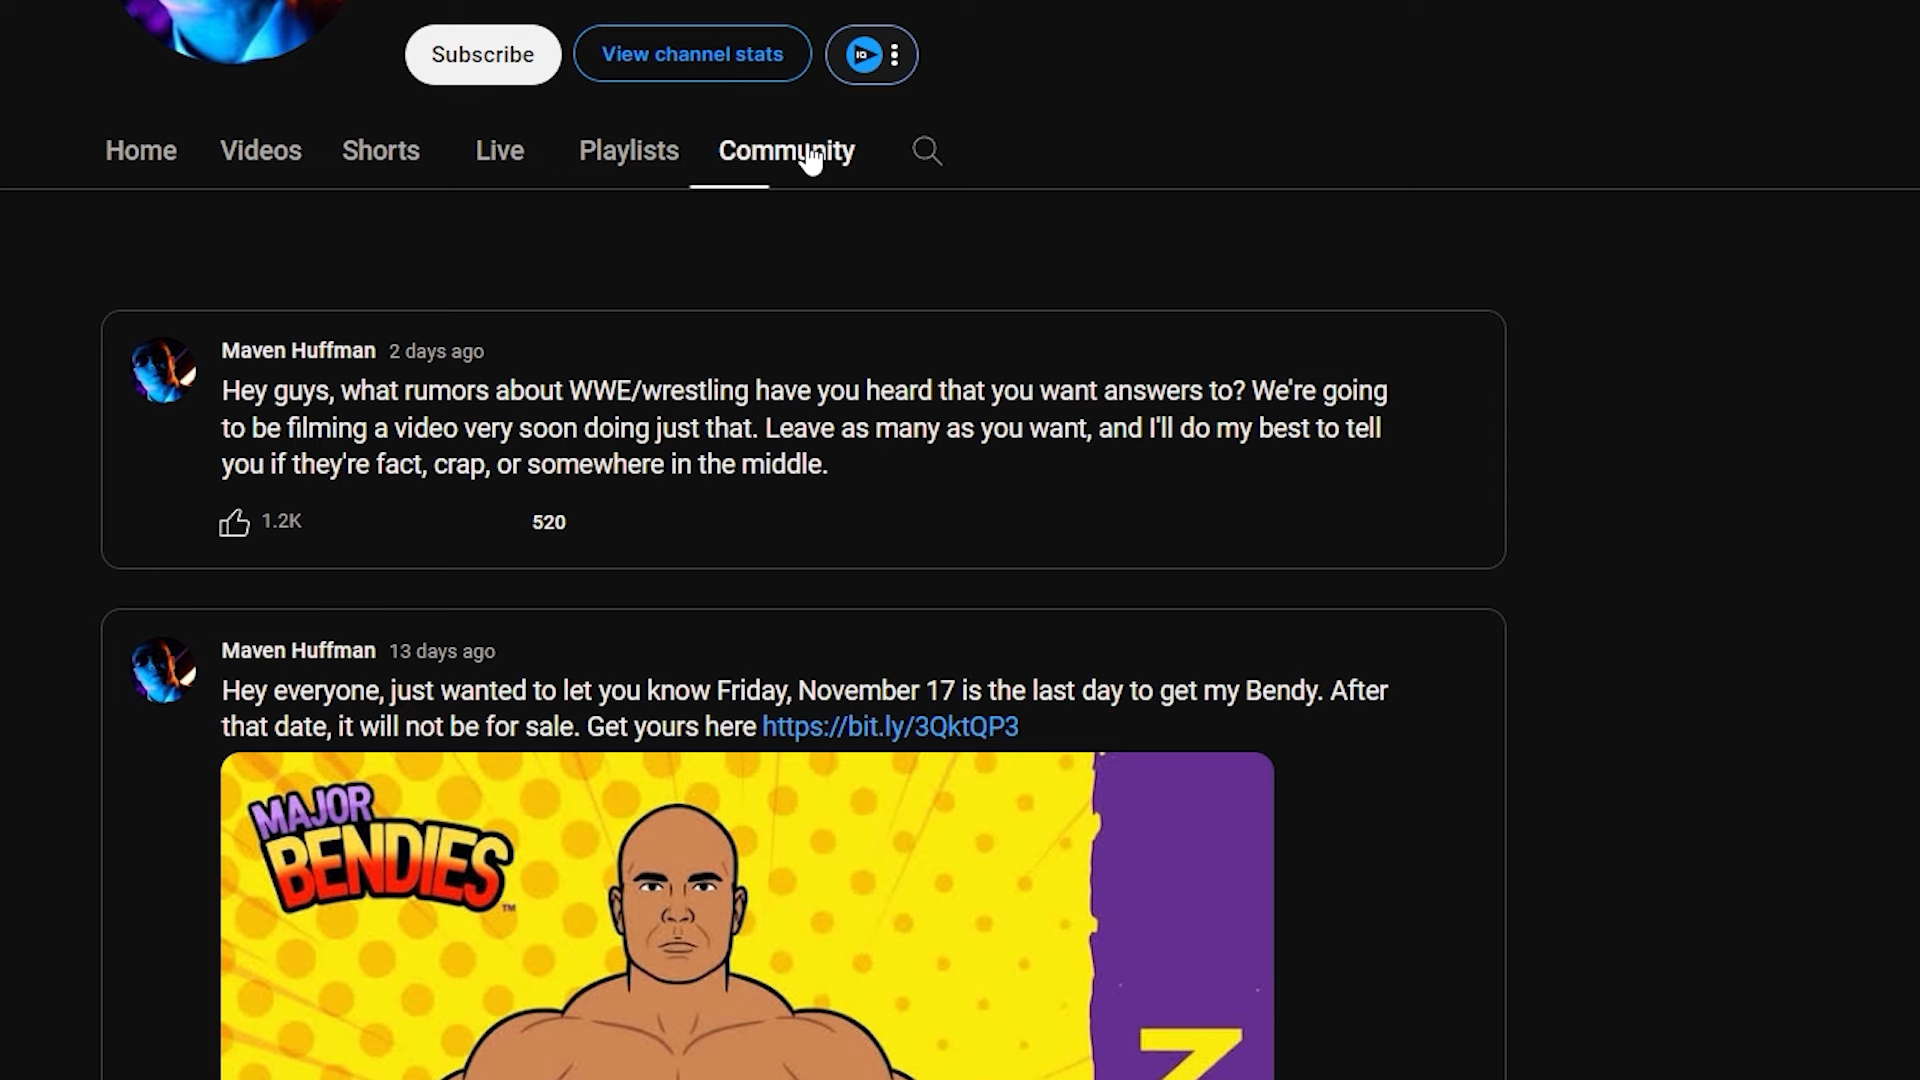 Subscribe
View channel stats
IQ
Home
Videos
Shorts
Live
Playlists
Community
Maven Huffman 2 days ago
Hey guys, what rumors about WWE/wrestling have you heard that you want answers to? We're going
to be filming a video very soon doing just that. Leave as many as you want, and I'll do my best to tell
you if they're fact, crap, or somewhere in the middle.
1.2K
520
Maven Huffman 13 days ago
Hey everyone, just wanted to let you know Friday, November 17 is the last day to get my Bendy. After
that date, it will not be for sale. Get yours here https://bit.ly/3QktQP3
MAJOR
BENDIES™